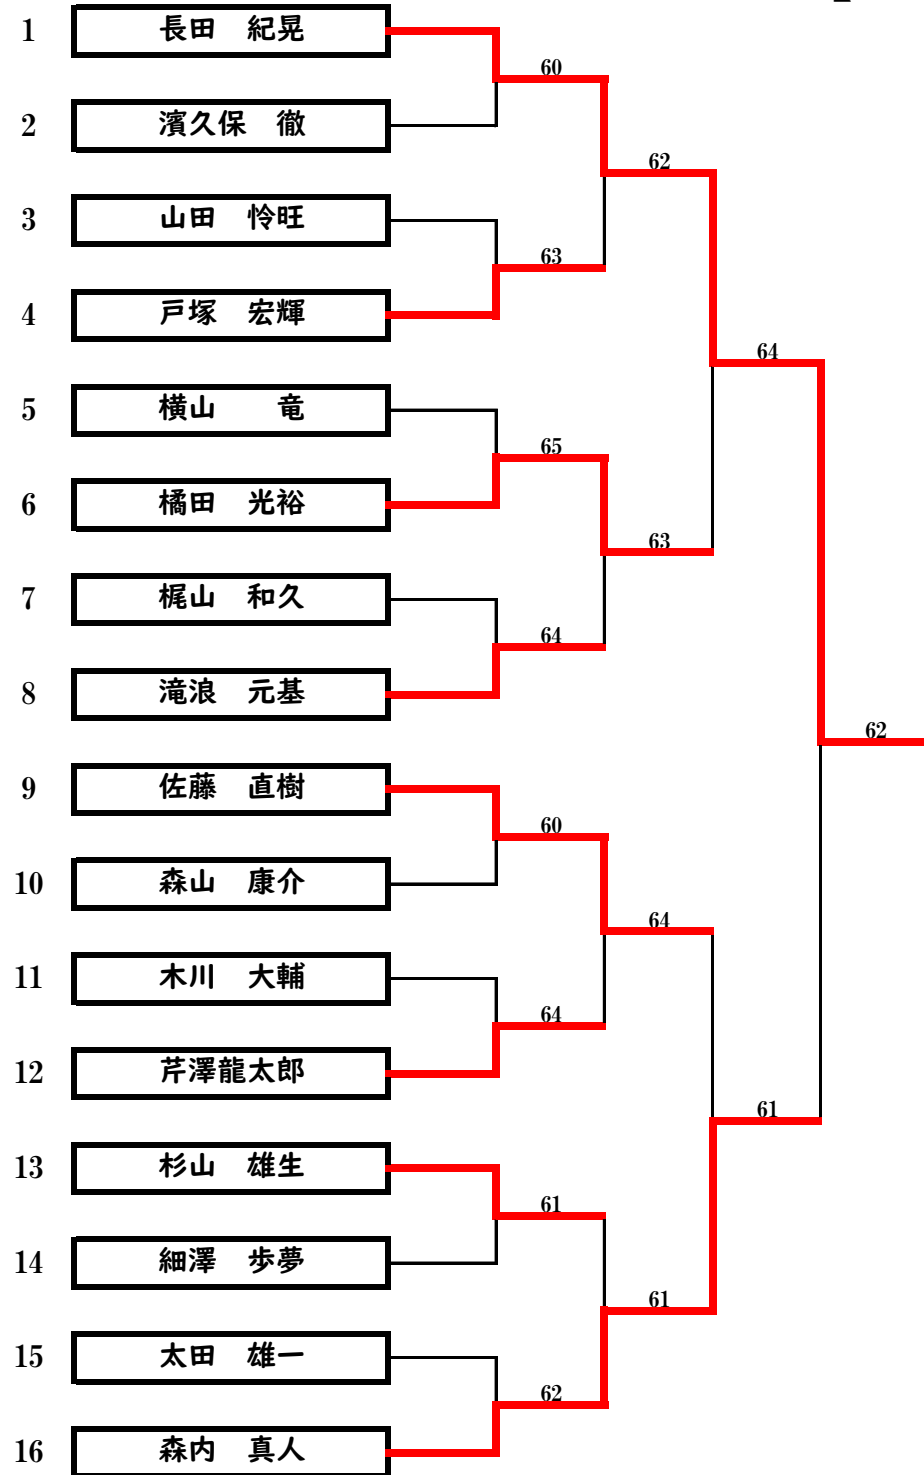 1 長田 紀晃
60
2 濱久保 徹
62
3 山田 怜旺
63
4 戸塚 宏輝
64
5 横山 竜
65
6 橘田 光裕
63
7 梶山 和久
64
8 滝浪 元基
62
9 佐藤 直樹
60
10 森山 康介
64
11 木川 大輔
64
12 芹澤龍太郎
61
13 杉山 雄生
61
14 細澤 歩夢
61
15 太田 雄一
62
16 森内 真人